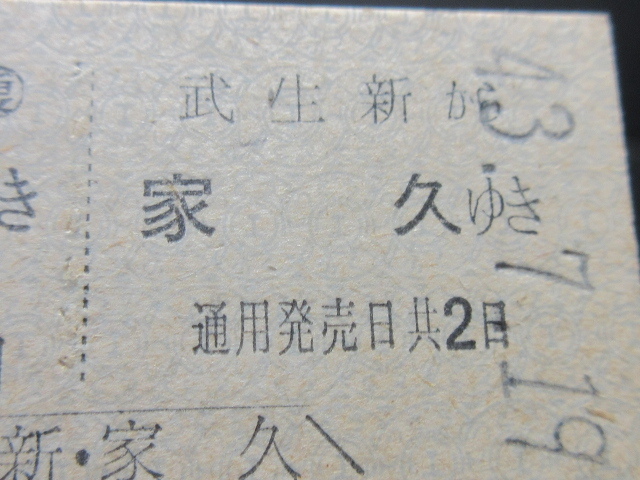 武生新から
家久ゆき
通用発売日共2日
新・家久
き
43.7.19